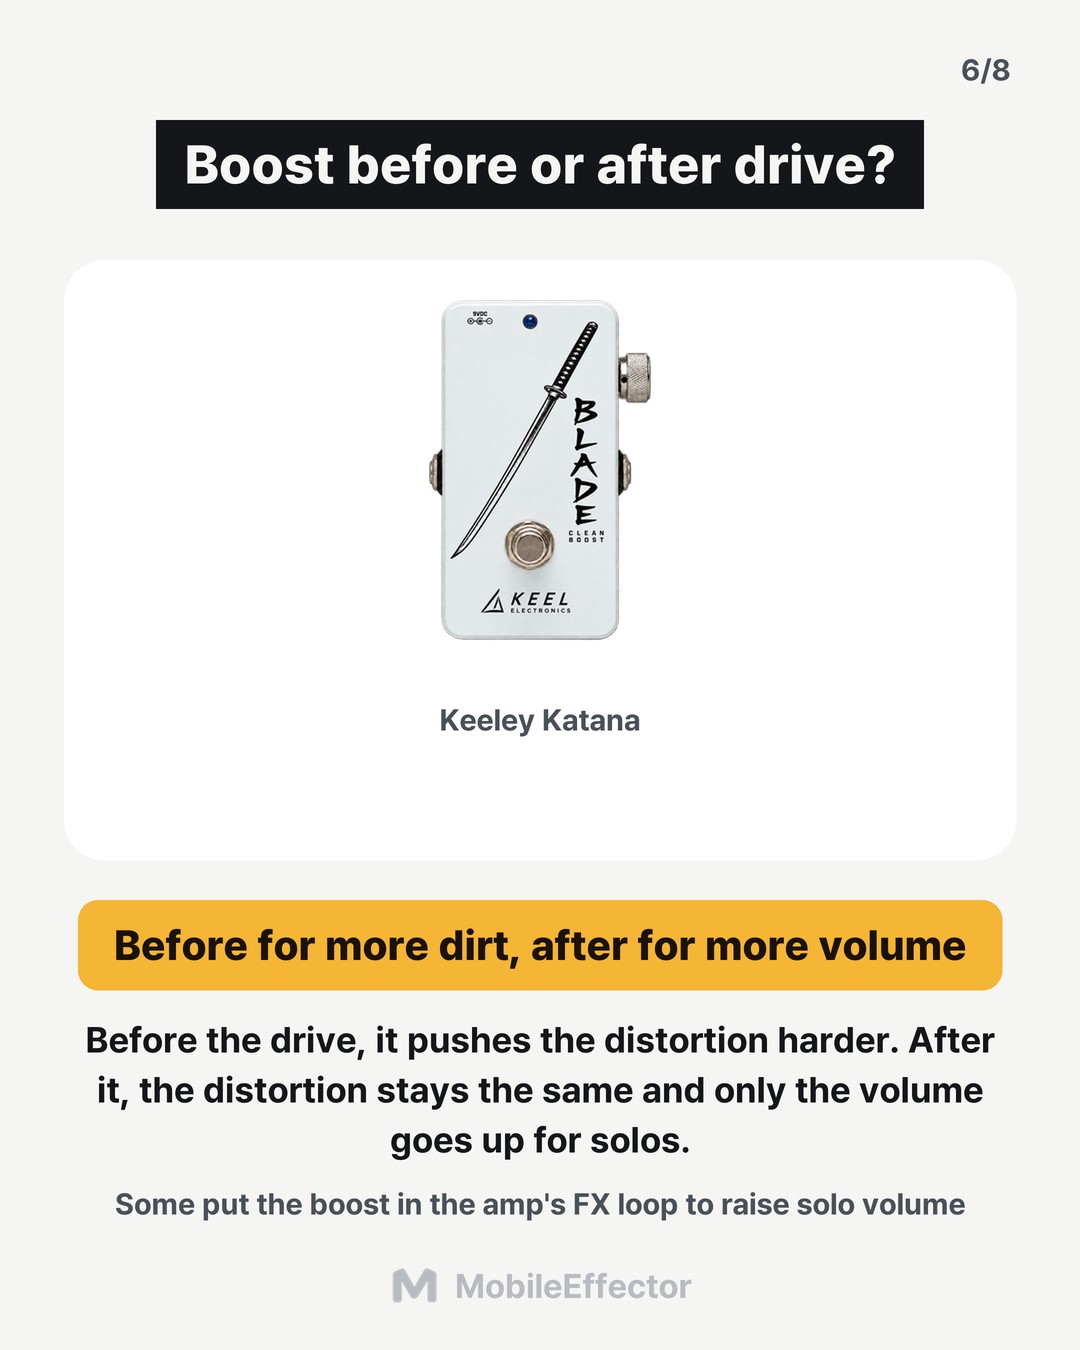 6/8
Boost before or after drive?
9VDC
BLADE
CLEAN
BOOST
KEEL
ELECTRONICS
Keeley Katana
Before for more dirt, after for more volume
Before the drive, it pushes the distortion harder. After
it, the distortion stays the same and only the volume
goes up for solos.
Some put the boost in the amp's FX loop to raise solo volume
MobileEffector